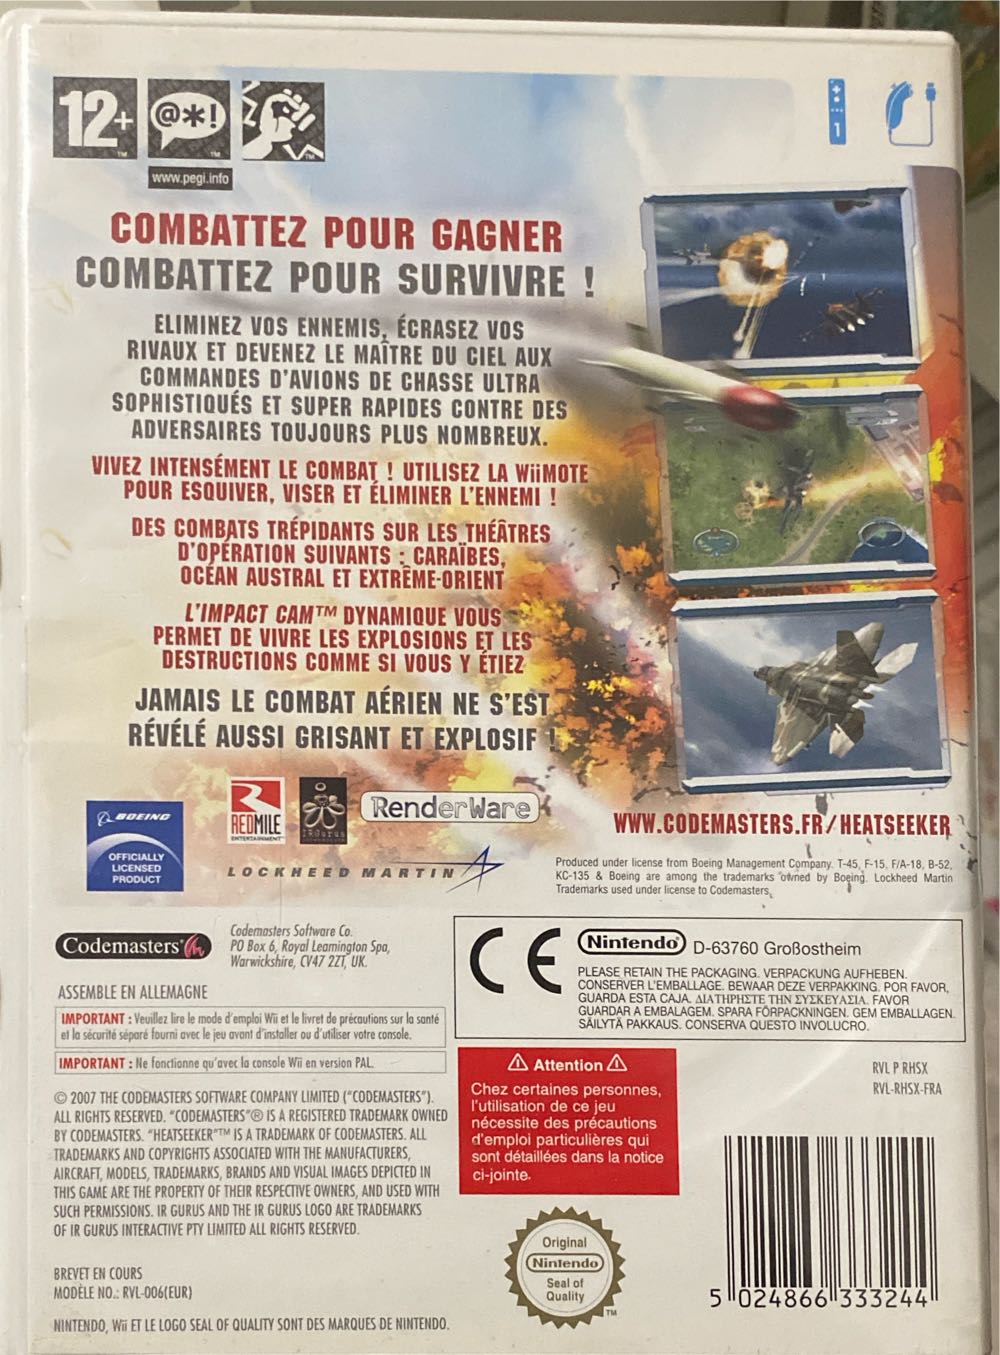 12+
@*!
www.pegi.info
1
COMBATTEZ POUR GAGNER
COMBATTEZ POUR SURVIVRE !
ELIMINEZ VOS ENNEMIS, ÉCRASEZ VOS
RIVAUX ET DEVENEZ LE MAÎTRE DU CIEL AUX
COMMANDES D'AVIONS DE CHASSE ULTRA
SOPHISTIQUÉS ET SUPER RAPIDES CONTRE DES
ADVERSAIRES TOUJOURS PLUS NOMBREUX.
VIVEZ INTENSÉMENT LE COMBAT ! UTILISEZ LA WiiMOTE
POUR ESQUIVER, VISER ET ÉLIMINER L'ENNEMI !
DES COMBATS TRÉPIDANTS SUR LES THÉÂTRES
D'OPÉRATION SUIVANTS : CARAÏBES,
OCÉAN AUSTRAL ET EXTRÊME-ORIENT
L'IMPACT CAM™ DYNAMIQUE VOUS
PERMET DE VIVRE LES EXPLOSIONS ET LES
DESTRUCTIONS COMME SI VOUS Y ÉTIEZ
JAMAIS LE COMBAT AÉRIEN NE S'EST
RÉVÉLÉ AUSSI GRISANT ET EXPLOSIF !
BOEING
OFFICIALLY
LICENSED
PRODUCT
REDMILE
ENTERTAINMENT
IRGurus
RenderWare
LOCKHEED MARTIN
WWW.CODEMASTERS.FR/HEATSEEKER
Produced under license from Boeing Management Company. T-45, F-15, F/A-18, B-52,
KC-135 & Boeing are among the trademarks owned by Boeing. Lockheed Martin
Trademarks used under license to Codemasters.
Codemasters®
Codemasters Software Co.
PO Box 6, Royal Leamington Spa,
Warwickshire, CV47 2ZT, UK.
ASSEMBLE EN ALLEMAGNE
IMPORTANT : Veuillez lire le mode d'emploi Wii et le livret de précautions sur la santé
et la sécurité séparé fourni avec le jeu avant d'installer ou d'utiliser votre console.
IMPORTANT : Ne fonctionne qu'avec la console Wii en version PAL.
© 2007 THE CODEMASTERS SOFTWARE COMPANY LIMITED ("CODEMASTERS").
ALL RIGHTS RESERVED. "CODEMASTERS"® IS A REGISTERED TRADEMARK OWNED
BY CODEMASTERS. "HEATSEEKER"™ IS A TRADEMARK OF CODEMASTERS. ALL
TRADEMARKS AND COPYRIGHTS ASSOCIATED WITH THE MANUFACTURERS,
AIRCRAFT, MODELS, TRADEMARKS, BRANDS AND VISUAL IMAGES DEPICTED IN
THIS GAME ARE THE PROPERTY OF THEIR RESPECTIVE OWNERS, AND USED WITH
SUCH PERMISSIONS. IR GURUS AND THE IR GURUS LOGO ARE TRADEMARKS
OF IR GURUS INTERACTIVE PTY LIMITED ALL RIGHTS RESERVED.
BREVET EN COURS
MODÈLE NO.: RVL-006(EUR)
NINTENDO, Wii ET LE LOGO SEAL OF QUALITY SONT DES MARQUES DE NINTENDO.
CE
Nintendo® D-63760 Großostheim
PLEASE RETAIN THE PACKAGING. VERPACKUNG AUFHEBEN.
CONSERVER L'EMBALLAGE. BEWAAR DEZE VERPAKKING. POR FAVOR,
GUARDA ESTA CAJA. ΔΙΑΤΗΡΗΣΤΕ ΤΗΝ ΣΥΣΚΕΥΑΣΙΑ. FAVOR
GUARDAR A EMBALAGEM. SPARA FÖRPACKNINGEN. GEM EMBALLAGEN.
SÄILYTÄ PAKKAUS. CONSERVA QUESTO INVOLUCRO.
⚠ Attention ⚠
Chez certaines personnes,
l'utilisation de ce jeu
nécessite des précautions
d'emploi particulières qui
sont détaillées dans la notice
ci-jointe.
RVL P RHSX
RVL-RHSX-FRA
Original
Nintendo
Seal of
Quality
TM
5 024866 333244